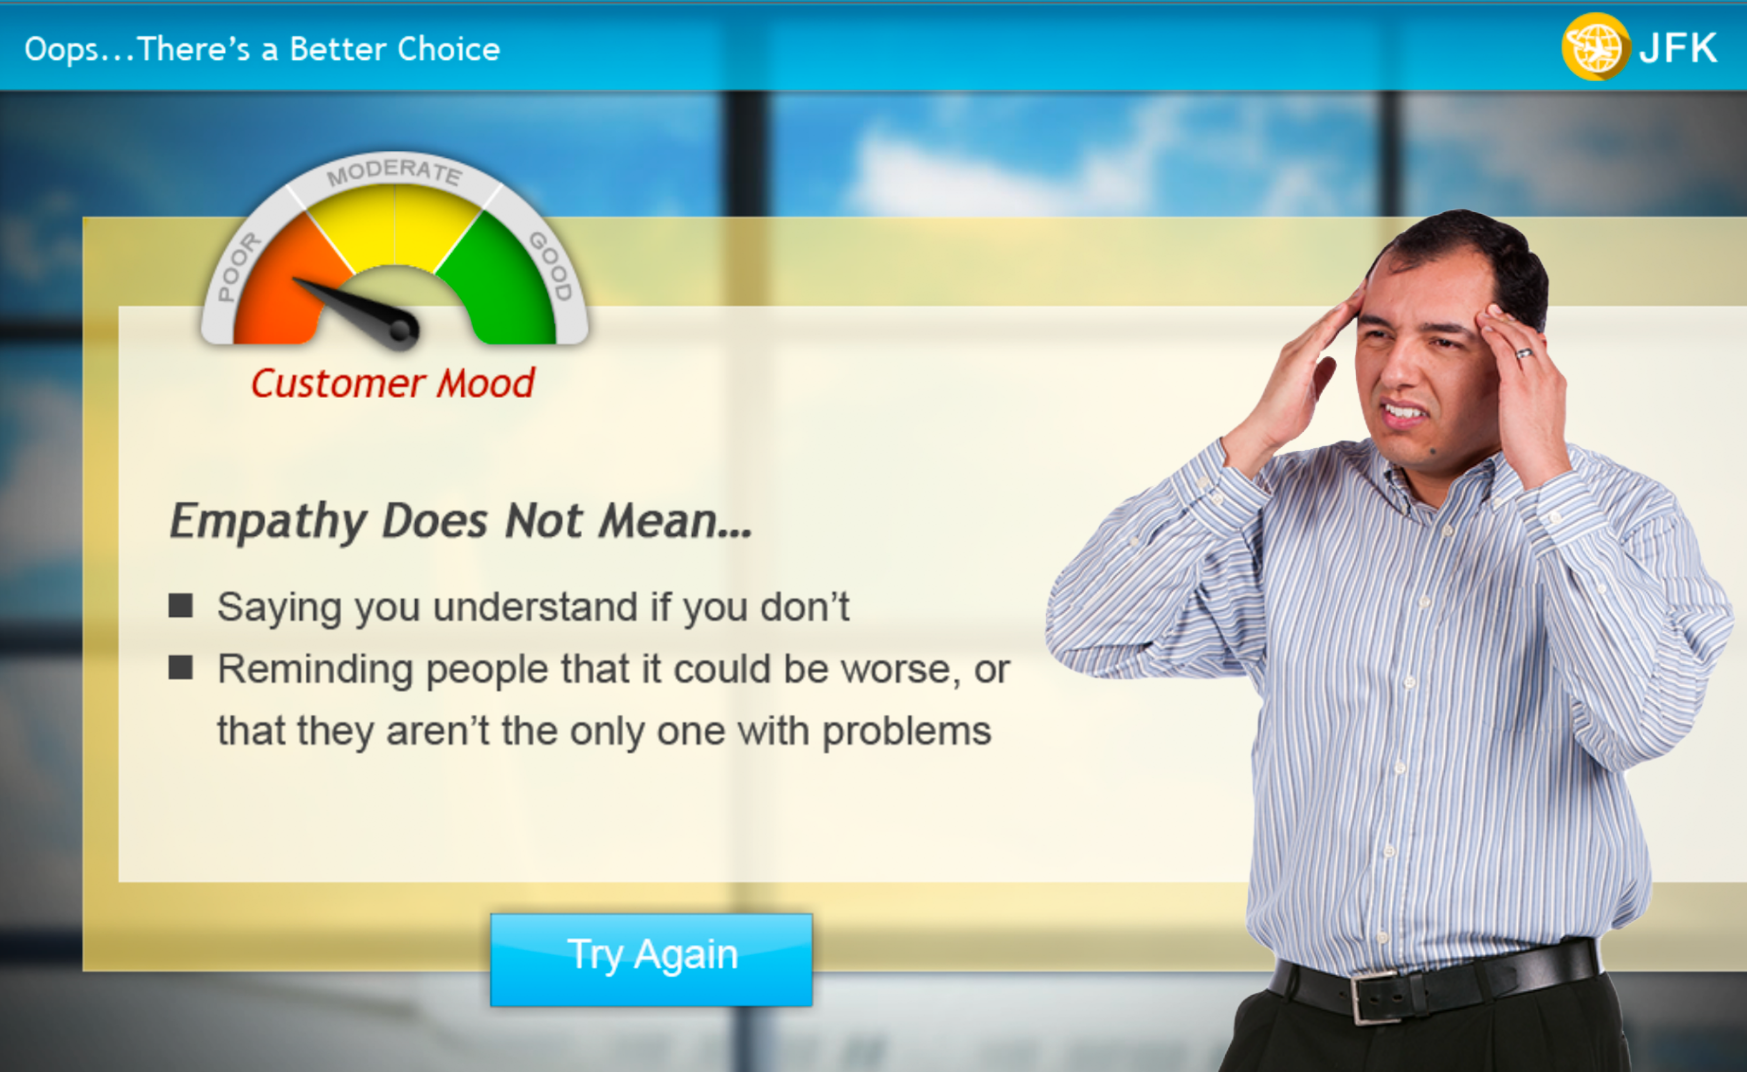 Oops...There's a Better Choice
JFK
POOR
MODERATE
GOOD
Customer Mood
Empathy Does Not Mean...
■ Saying you understand if you don't
■ Reminding people that it could be worse, or
that they aren't the only one with problems
Try Again